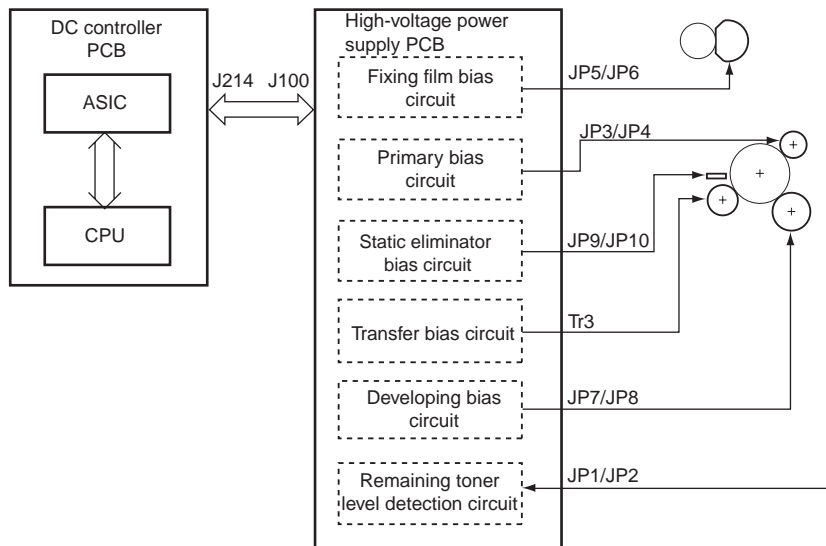 DC controller
PCB
ASIC
CPU
J214
J100
High-voltage power
supply PCB
Fixing film bias
circuit
JP5/JP6
Primary bias
circuit
JP3/JP4
Static eliminator
bias circuit
JP9/JP10
Transfer bias circuit
Tr3
Developing bias
circuit
JP7/JP8
Remaining toner
level detection circuit
JP1/JP2